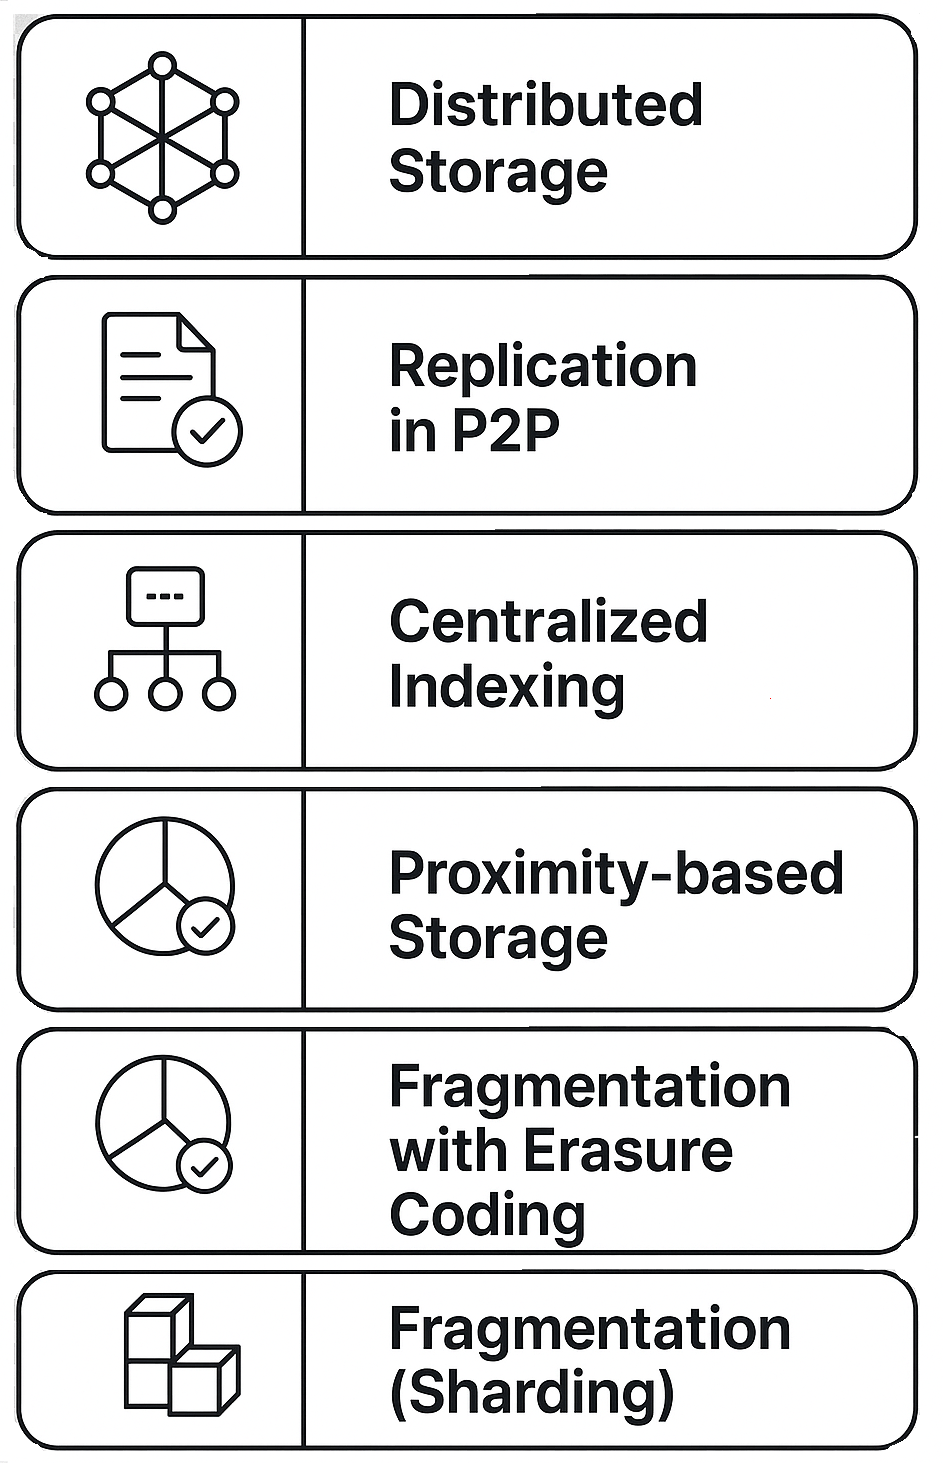 Distributed
Storage
Replication
in P2P
Centralized
Indexing
Proximity-based
Storage
Fragmentation
with Erasure
Coding
Fragmentation
(Sharding)